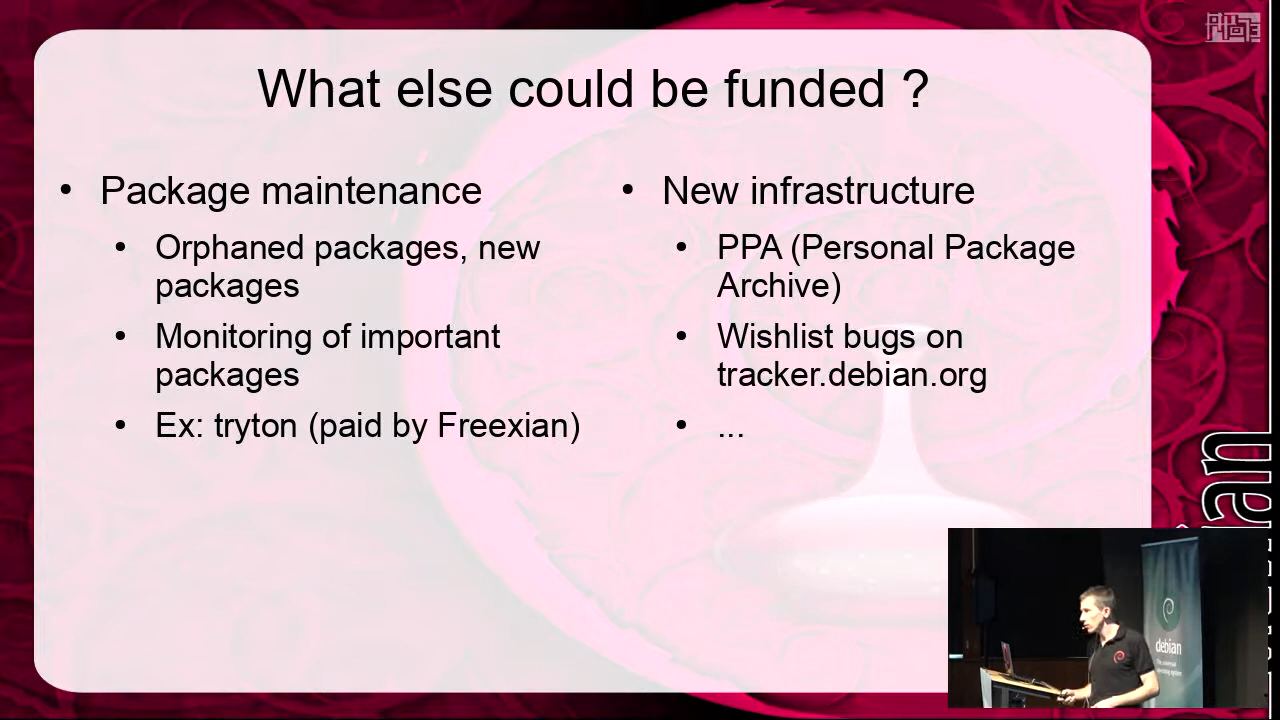 What else could be funded ?
• Package maintenance
• Orphaned packages, new
packages
• Monitoring of important
packages
• Ex: tryton (paid by Freexian)
• New infrastructure
• PPA (Personal Package
Archive)
• Wishlist bugs on
tracker.debian.org
• ...
debian